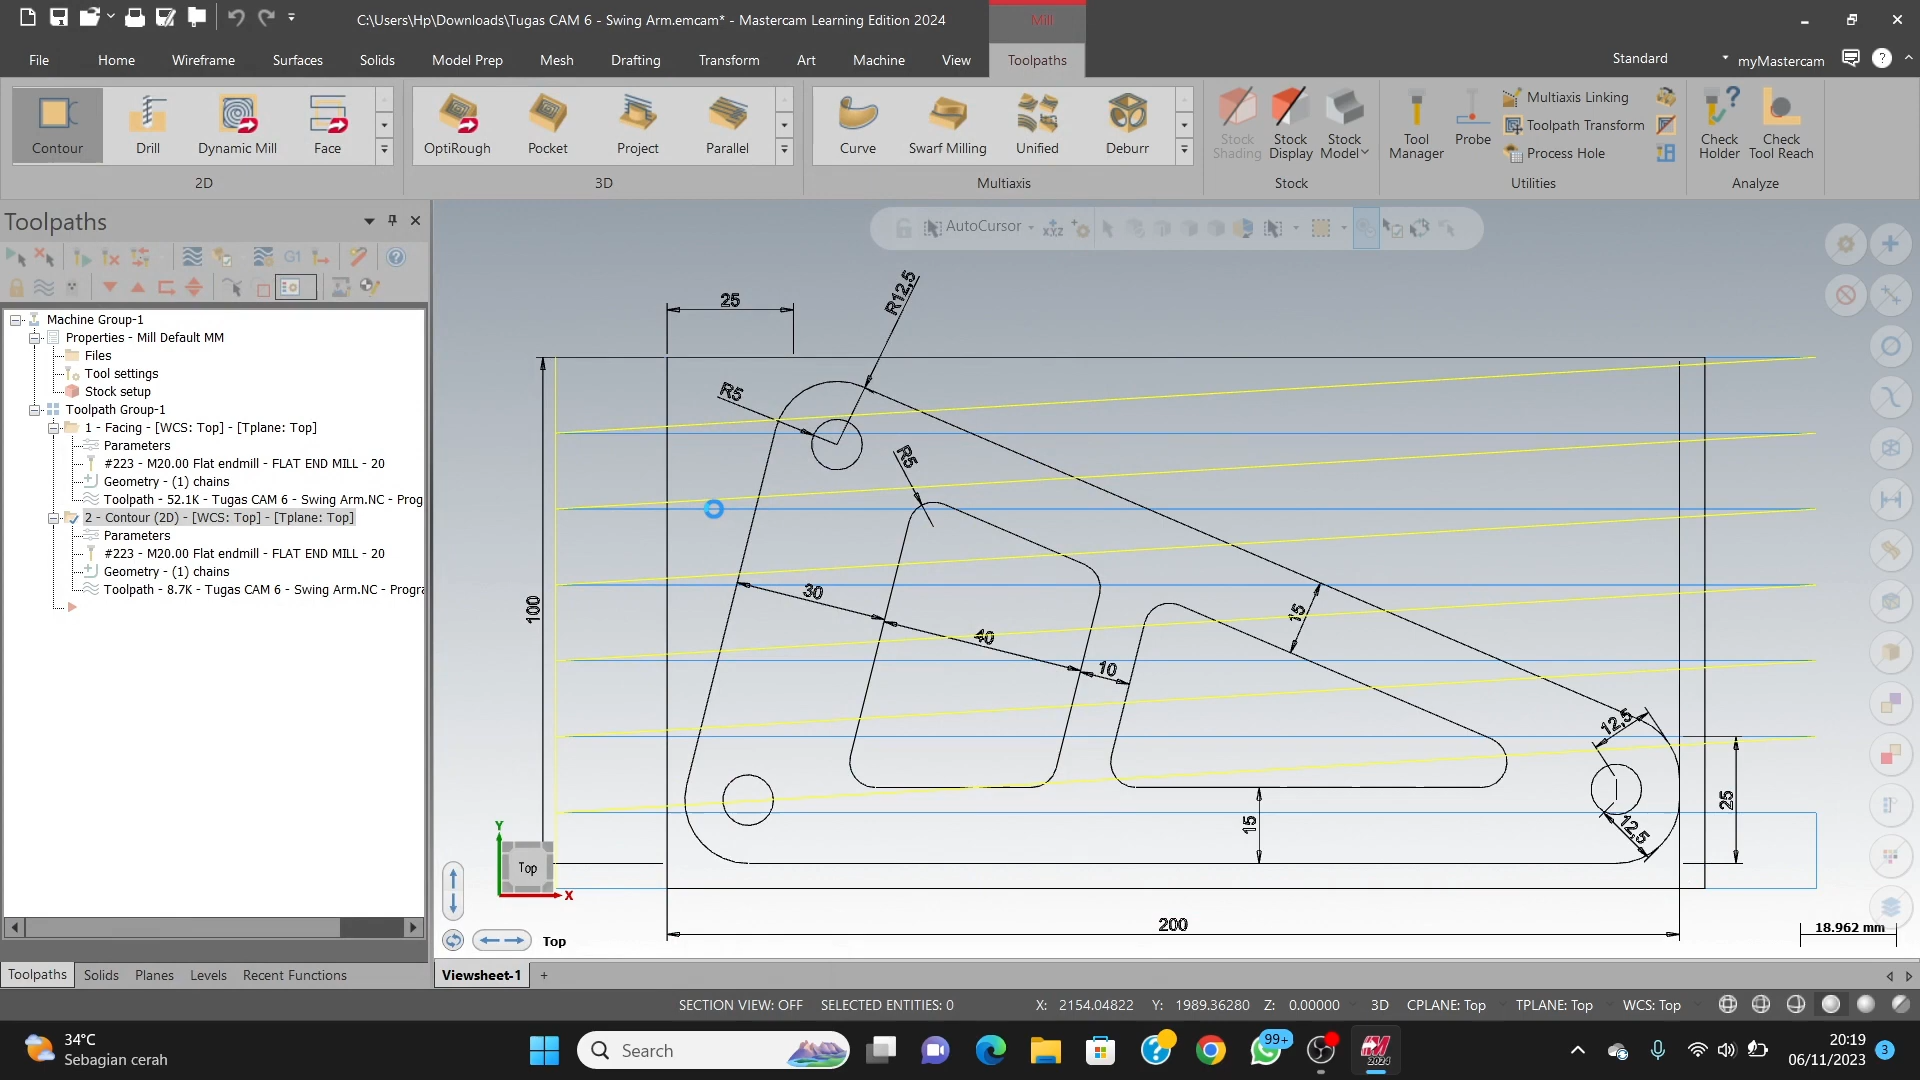 C:\Users\Hp\Downloads\Tugas CAM 6 - Swing Arm.emcam* - Mastercam Learning Edition 2024
Mill
File
Home
Wireframe
Surfaces
Solids
Model Prep
Mesh
Drafting
Transform
Art
Machine
View
Toolpaths
Standard
myMastercam
Contour
Drill
Dynamic Mill
Face
2D
OptiRough
Pocket
Project
Parallel
3D
Curve
Swarf Milling
Unified
Deburr
Multiaxis
Stock Shading
Stock Display
Stock Model
Stock
Tool Manager
Probe
Multiaxis Linking
Toolpath Transform
Process Hole
Utilities
Check Holder
Check Tool Reach
Analyze
Toolpaths
G1
AutoCursor
Machine Group-1
Properties - Mill Default MM
Files
Tool settings
Stock setup
Toolpath Group-1
1 - Facing - [WCS: Top] - [Tplane: Top]
Parameters
#223 - M20.00 Flat endmill - FLAT END MILL - 20
Geometry - (1) chains
Toolpath - 52.1K - Tugas CAM 6 - Swing Arm.NC - Prog
2 - Contour (2D) - [WCS: Top] - [Tplane: Top]
Parameters
#223 - M20.00 Flat endmill - FLAT END MILL - 20
Geometry - (1) chains
Toolpath - 8.7K - Tugas CAM 6 - Swing Arm.NC - Progra
25
R12,5
R5
R5
100
30
40
10
15
15
12,5
12,5
25
200
Y
Top
X
Top
18.962 mm
Toolpaths
Solids
Planes
Levels
Recent Functions
Viewsheet-1
+
SECTION VIEW: OFF
SELECTED ENTITIES: 0
X: 2154.04822
Y: 1989.36280
Z: 0.00000
3D
CPLANE: Top
TPLANE: Top
WCS: Top
34°C
Sebagian cerah
Search
99+
2024
20:19
06/11/2023
3